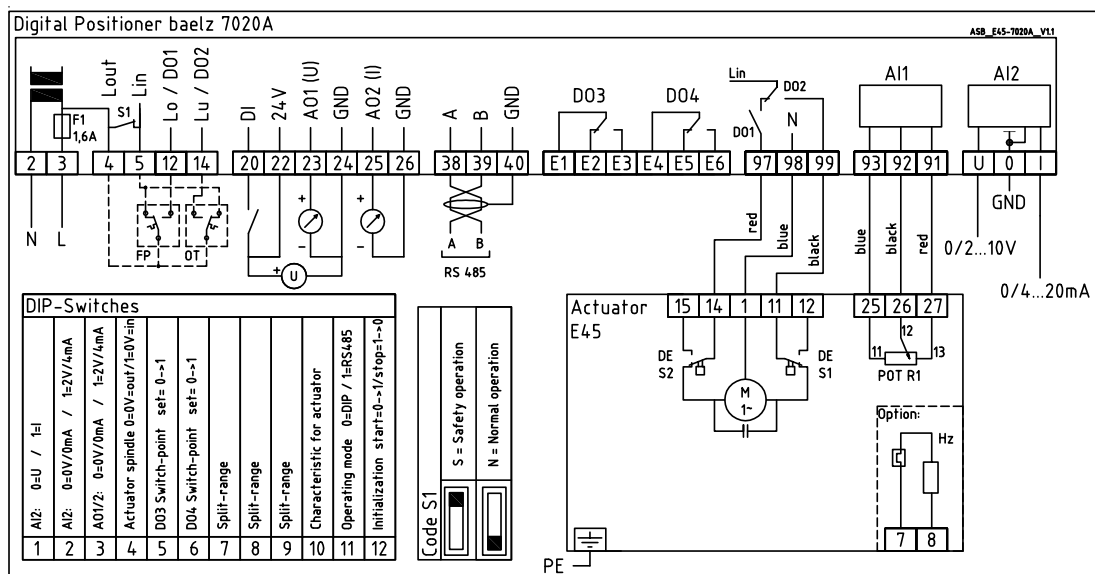 Digital Positioner baelz 7020A
ASB_E45-7020A_V1.1
F1
1,6A
Lout
S1
Lin
Lo / DO1
Lu / DO2
DI
24V
AO1 (U)
GND
AO2 (I)
GND
A
B
GND
DO3
DO4
Lin
DO2
DO1
N
AI1
AI2
2 3 4 5 12 14 20 22 23 24 25 26 38 39 40 E1 E2 E3 E4 E5 E6 97 98 99 93 92 91 U 0 I
N L
FP OT
+ -
+ -
+ U
A B
RS 485
red
blue
black
blue
black
red
GND
0/2...10V
0/4...20mA
DIP-Switches
AI2: 0=U / 1=I
AI2: 0=0V/0mA / 1=2V/4mA
AO1/2: 0=0V/0mA / 1=2V/4mA
Actuator spindle 0=0V=out/1=0V=in
DO3 Switch-point set= 0->1
DO4 Switch-point set= 0->1
Split-range
Split-range
Split-range
Characteristic for actuator
Operating mode 0=DIP / 1=RS485
Initialization start=0->1/stop=1->0
1 2 3 4 5 6 7 8 9 10 11 12
Code S1
S = Safety operation
N = Normal operation
Actuator
E45
15 14 1 11 12 25 26 27
DE
S2
DE
S1
M
1~
12
11 13
POT R1
Option:
Hz
7 8
PE